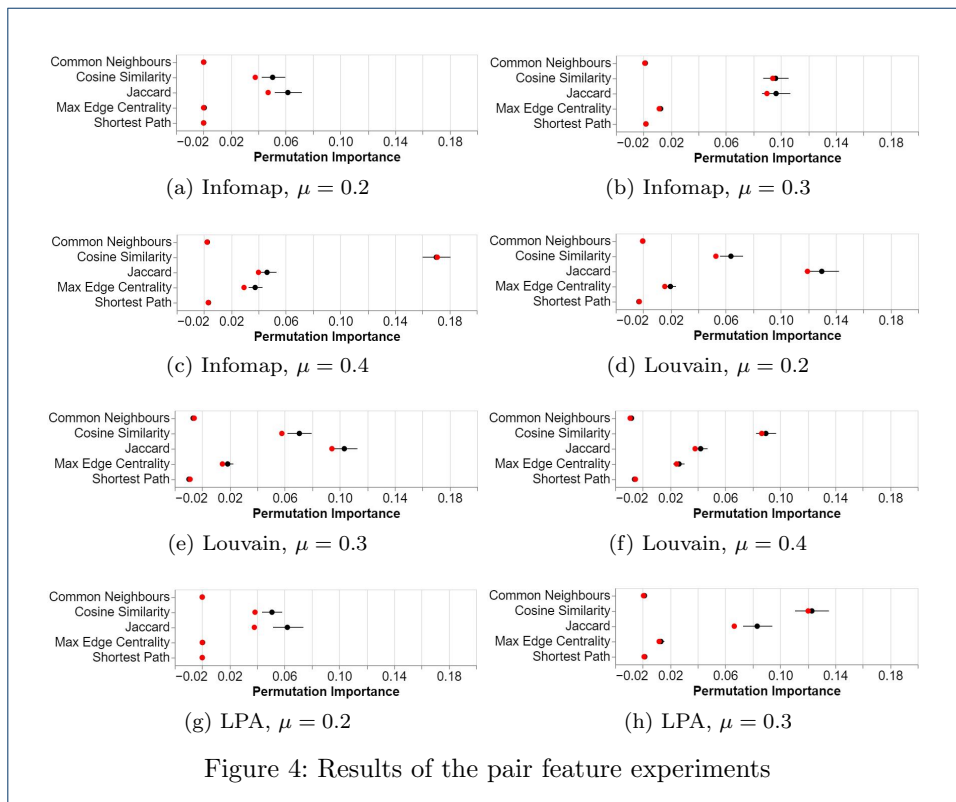 Common Neighbours
Cosine Similarity
Jaccard
Max Edge Centrality
Shortest Path
−0.02 0.02 0.06 0.10 0.14 0.18
Permutation Importance
(a) Infomap, μ = 0.2
Common Neighbours
Cosine Similarity
Jaccard
Max Edge Centrality
Shortest Path
−0.02 0.02 0.06 0.10 0.14 0.18
Permutation Importance
(b) Infomap, μ = 0.3
Common Neighbours
Cosine Similarity
Jaccard
Max Edge Centrality
Shortest Path
−0.02 0.02 0.06 0.10 0.14 0.18
Permutation Importance
(c) Infomap, μ = 0.4
Common Neighbours
Cosine Similarity
Jaccard
Max Edge Centrality
Shortest Path
−0.02 0.02 0.06 0.10 0.14 0.18
Permutation Importance
(d) Louvain, μ = 0.2
Common Neighbours
Cosine Similarity
Jaccard
Max Edge Centrality
Shortest Path
−0.02 0.02 0.06 0.10 0.14 0.18
Permutation Importance
(e) Louvain, μ = 0.3
Common Neighbours
Cosine Similarity
Jaccard
Max Edge Centrality
Shortest Path
−0.02 0.02 0.06 0.10 0.14 0.18
Permutation Importance
(f) Louvain, μ = 0.4
Common Neighbours
Cosine Similarity
Jaccard
Max Edge Centrality
Shortest Path
−0.02 0.02 0.06 0.10 0.14 0.18
Permutation Importance
(g) LPA, μ = 0.2
Common Neighbours
Cosine Similarity
Jaccard
Max Edge Centrality
Shortest Path
−0.02 0.02 0.06 0.10 0.14 0.18
Permutation Importance
(h) LPA, μ = 0.3
Figure 4: Results of the pair feature experiments